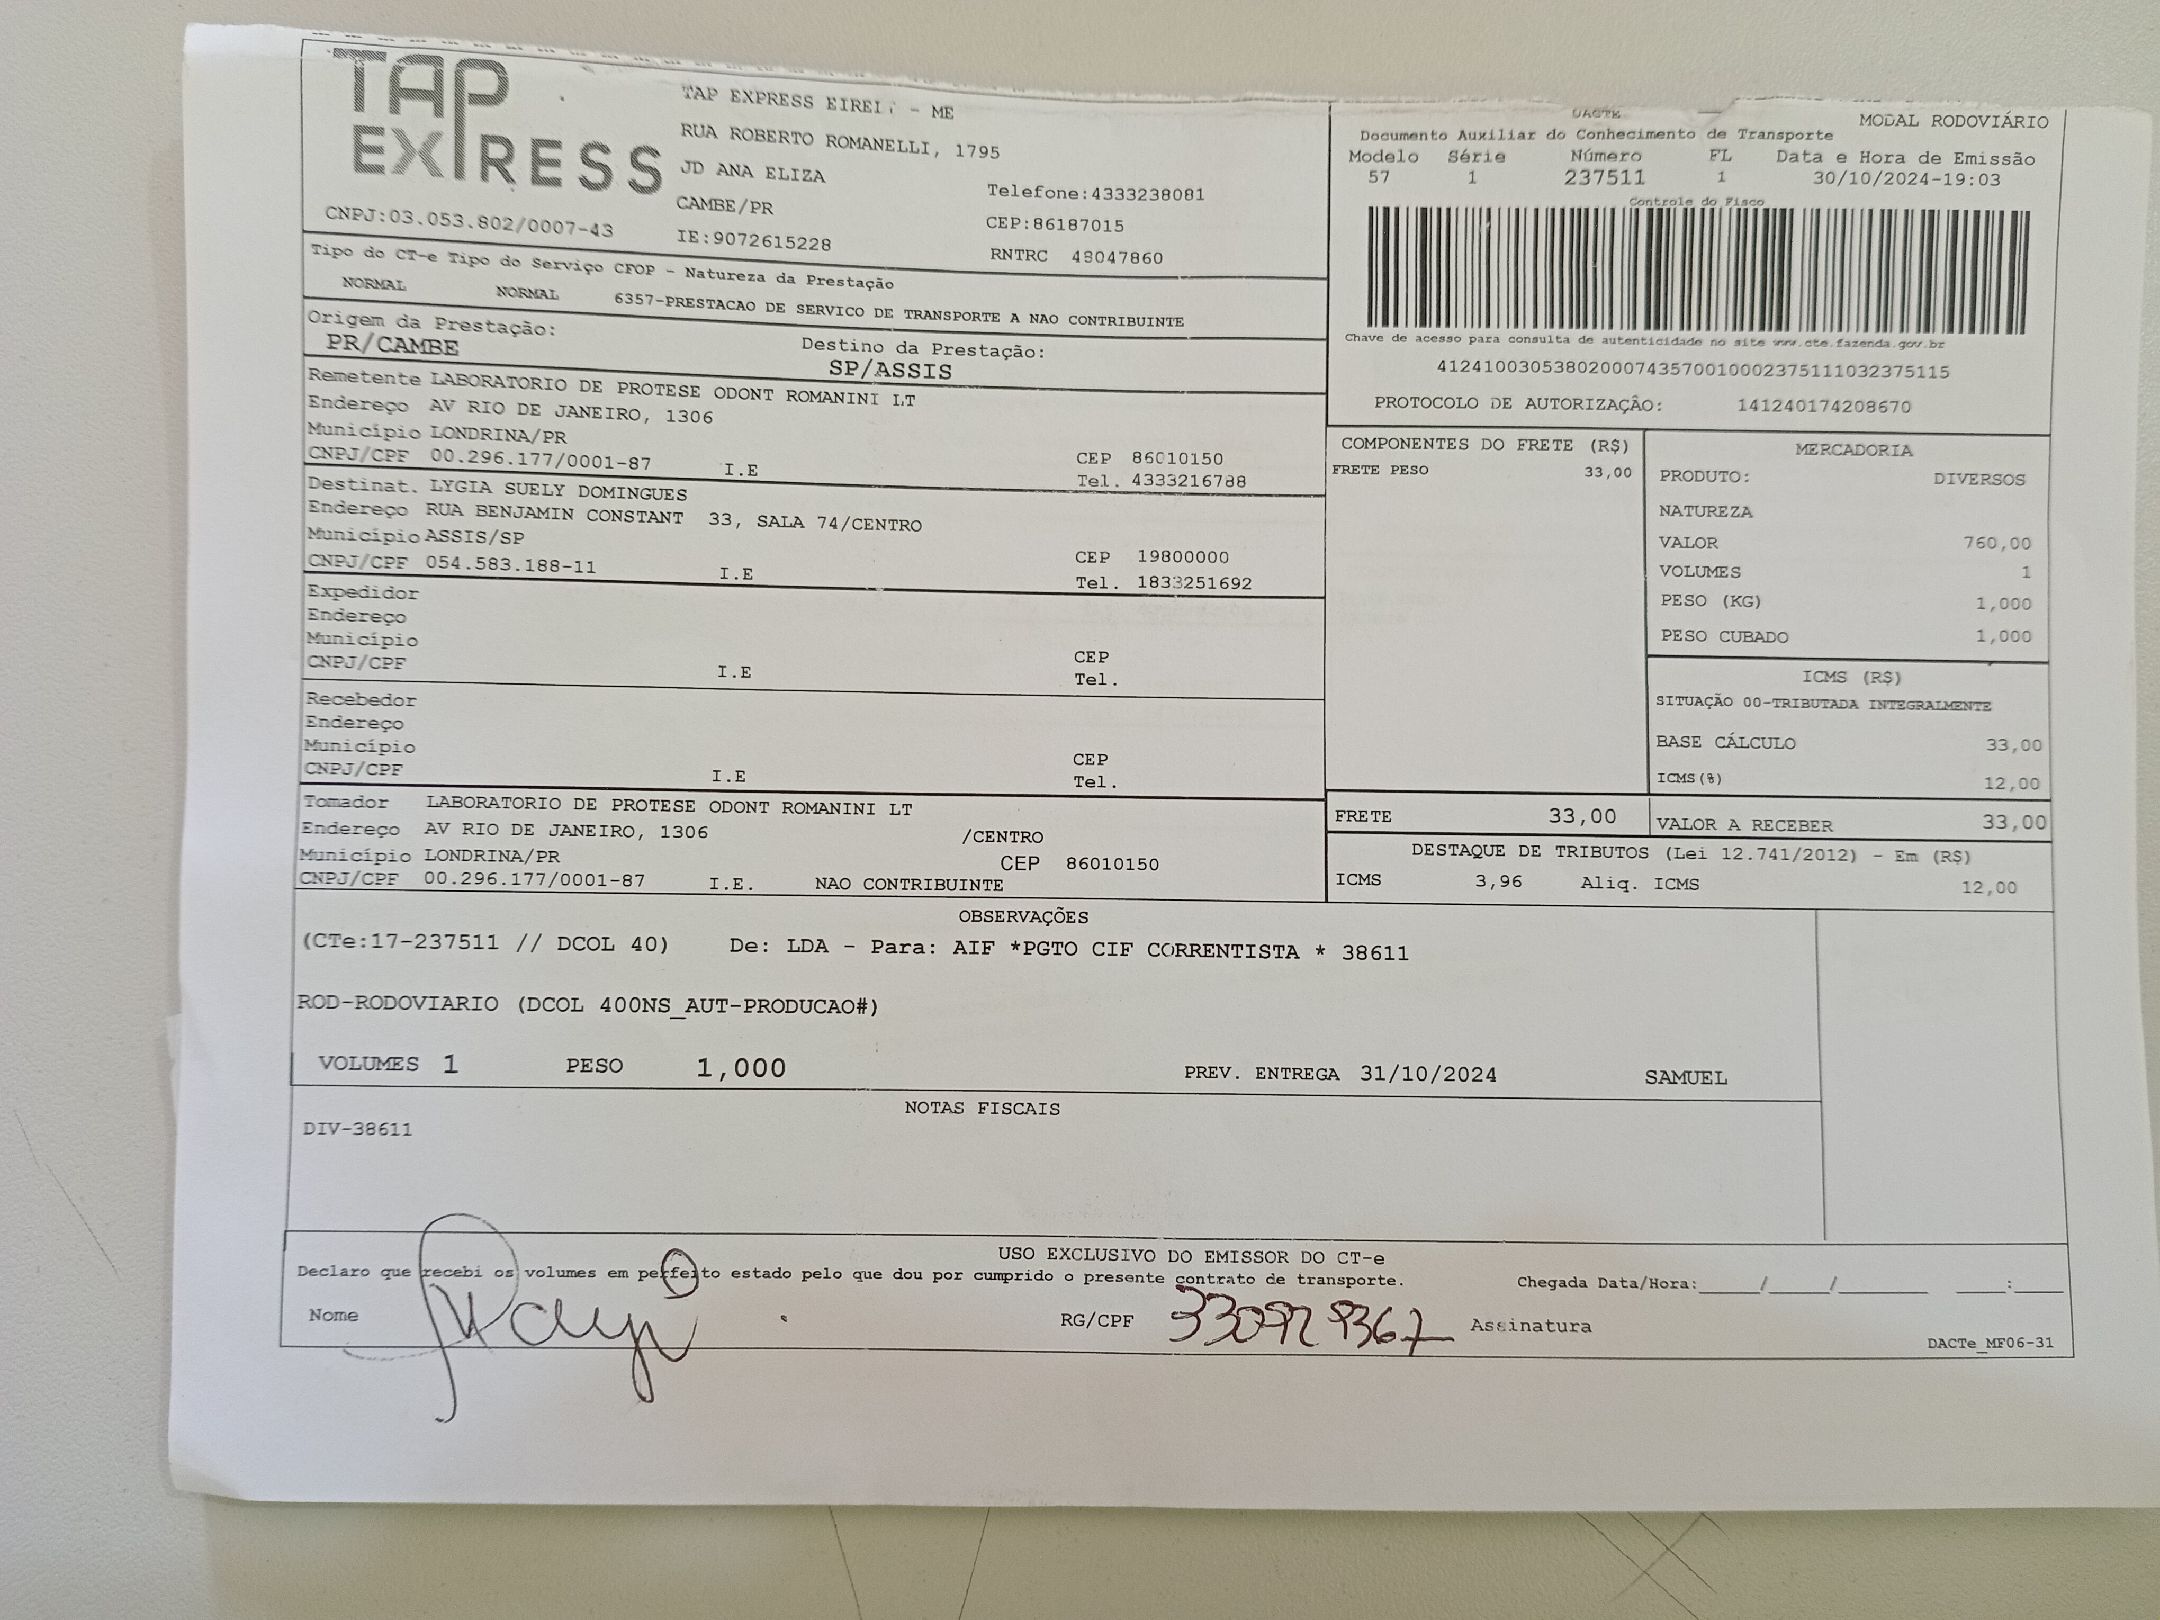 TAP EXPRESS
TAP EXPRESS EIRELI - ME
RUA ROBERTO ROMANELLI, 1795
JD ANA ELIZA
CAMBE/PR Telefone:4333238081
CNPJ:03.053.802/0007-43 IE:9072615228 CEP:86187015
RNTRC 48047860
DACTE MODAL RODOVIÁRIO
Documento Auxiliar do Conhecimento de Transporte
Modelo Série Número FL Data e Hora de Emissão
57 1 237511 1 30/10/2024-19:03
Controle do Fisco
Chave de acesso para consulta de autenticidade no site www.cte.fazenda.gov.br
41241003053802000743570010002375111032375115
PROTOCOLO DE AUTORIZAÇÃO: 141240174208670
Tipo do CT-e Tipo do Serviço CFOP - Natureza da Prestação
NORMAL NORMAL 6357-PRESTACAO DE SERVICO DE TRANSPORTE A NAO CONTRIBUINTE
Origem da Prestação: Destino da Prestação:
PR/CAMBE SP/ASSIS
Remetente LABORATORIO DE PROTESE ODONT ROMANINI LT
Endereço AV RIO DE JANEIRO, 1306
Município LONDRINA/PR CEP 86010150
CNPJ/CPF 00.296.177/0001-87 I.E Tel. 4333216788
Destinat. LYGIA SUELY DOMINGUES
Endereço RUA BENJAMIN CONSTANT 33, SALA 74/CENTRO
Município ASSIS/SP CEP 19800000
CNPJ/CPF 054.583.188-11 I.E Tel. 1833251692
Expedidor
Endereço
Município CEP
CNPJ/CPF I.E Tel.
Recebedor
Endereço
Município CEP
CNPJ/CPF I.E Tel.
Tomador LABORATORIO DE PROTESE ODONT ROMANINI LT
Endereço AV RIO DE JANEIRO, 1306 /CENTRO
Município LONDRINA/PR CEP 86010150
CNPJ/CPF 00.296.177/0001-87 I.E. NAO CONTRIBUINTE
COMPONENTES DO FRETE (R$)
FRETE PESO 33,00
MERCADORIA
PRODUTO: DIVERSOS
NATUREZA
VALOR 760,00
VOLUMES 1
PESO (KG) 1,000
PESO CUBADO 1,000
ICMS (R$)
SITUAÇÃO 00-TRIBUTADA INTEGRALMENTE
BASE CÁLCULO 33,00
ICMS(%) 12,00
FRETE 33,00 VALOR A RECEBER 33,00
DESTAQUE DE TRIBUTOS (Lei 12.741/2012) - Em (R$)
ICMS 3,96 Aliq. ICMS 12,00
OBSERVAÇÕES
(CTe:17-237511 // DCOL 40) De: LDA - Para: AIF *PGTO CIF CORRENTISTA * 38611
ROD-RODOVIARIO (DCOL 400NS_AUT-PRODUCAO#)
VOLUMES 1 PESO 1,000 PREV. ENTREGA 31/10/2024 SAMUEL
NOTAS FISCAIS
DIV-38611
USO EXCLUSIVO DO EMISSOR DO CT-e
Declaro que recebi os volumes em perfeito estado pelo que dou por cumprido o presente contrato de transporte. Chegada Data/Hora:____/____/______ ___:___
Nome RG/CPF Assinatura
DACTe_MF06-31